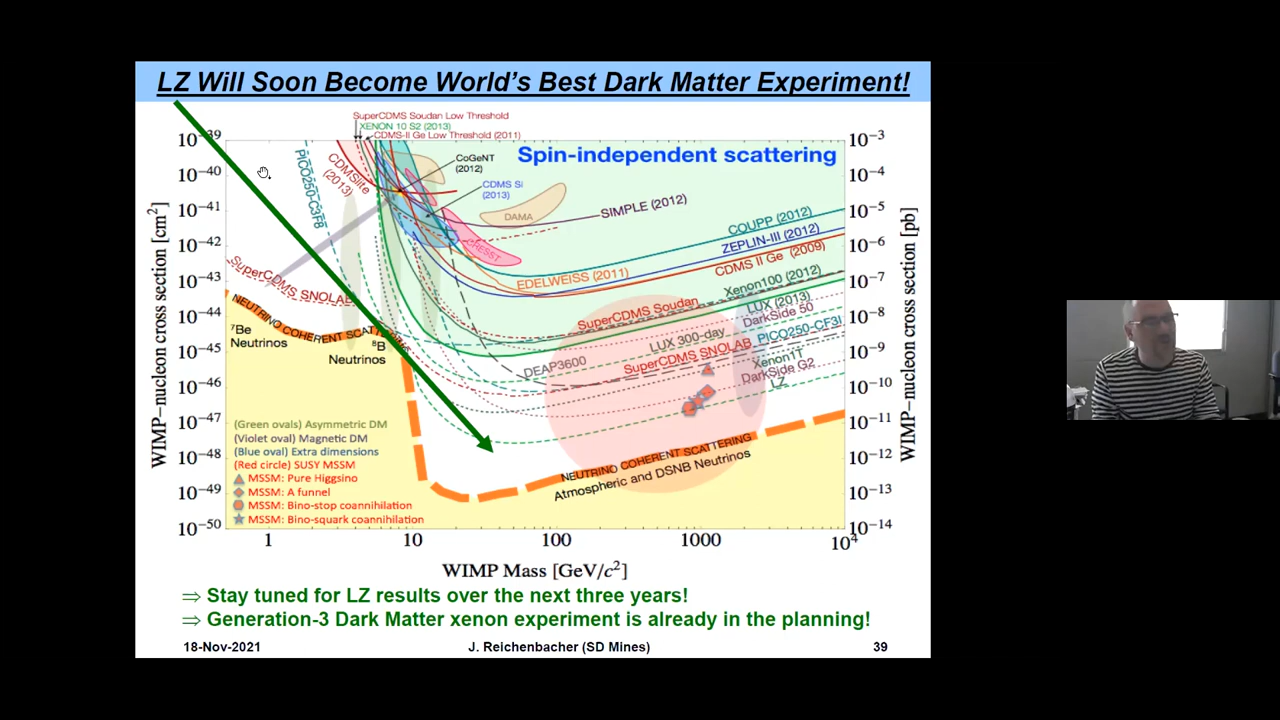 LZ Will Soon Become World's Best Dark Matter Experiment!
SuperCDMS Soudan Low Threshold
XENON 10 S2 (2013)
CDMS-II Ge Low Threshold (2011)
Spin-independent scattering
CoGeNT
(2012)
CDMS Si
(2013)
PICO250-C3F8
CDMSlite
(2013)
DAMA
SIMPLE (2012)
CRESST
COUPP (2012)
ZEPLIN-III (2012)
CDMS II Ge (2009)
EDELWEISS (2011)
Xenon100 (2012)
SuperCDMS SNOLAB
SuperCDMS Soudan
LUX (2013)
DarkSide 50
LUX 300-day
PICO250-CF3I
NEUTRINO COHERENT SCATTERING
7Be
Neutrinos
8B
Neutrinos
DEAP3600
SuperCDMS SNOLAB
Xenon1T
DarkSide G2
LZ
NEUTRINO COHERENT SCATTERING
Atmospheric and DSNB Neutrinos
(Green ovals) Asymmetric DM
(Violet oval) Magnetic DM
(Blue oval) Extra dimensions
(Red circle) SUSY MSSM
MSSM: Pure Higgsino
MSSM: A funnel
MSSM: Bino-stop coannihilation
MSSM: Bino-squark coannihilation
WIMP–nucleon cross section [cm2]
10−39
10−40
10−41
10−42
10−43
10−44
10−45
10−46
10−47
10−48
10−49
10−50
10−3
10−4
10−5
10−6
10−7
10−8
10−9
10−10
10−11
10−12
10−13
10−14
WIMP–nucleon cross section [pb]
1 10 100 1000 104
WIMP Mass [GeV/c2]
⇒ Stay tuned for LZ results over the next three years!
⇒ Generation-3 Dark Matter xenon experiment is already in the planning!
18-Nov-2021 J. Reichenbacher (SD Mines) 39